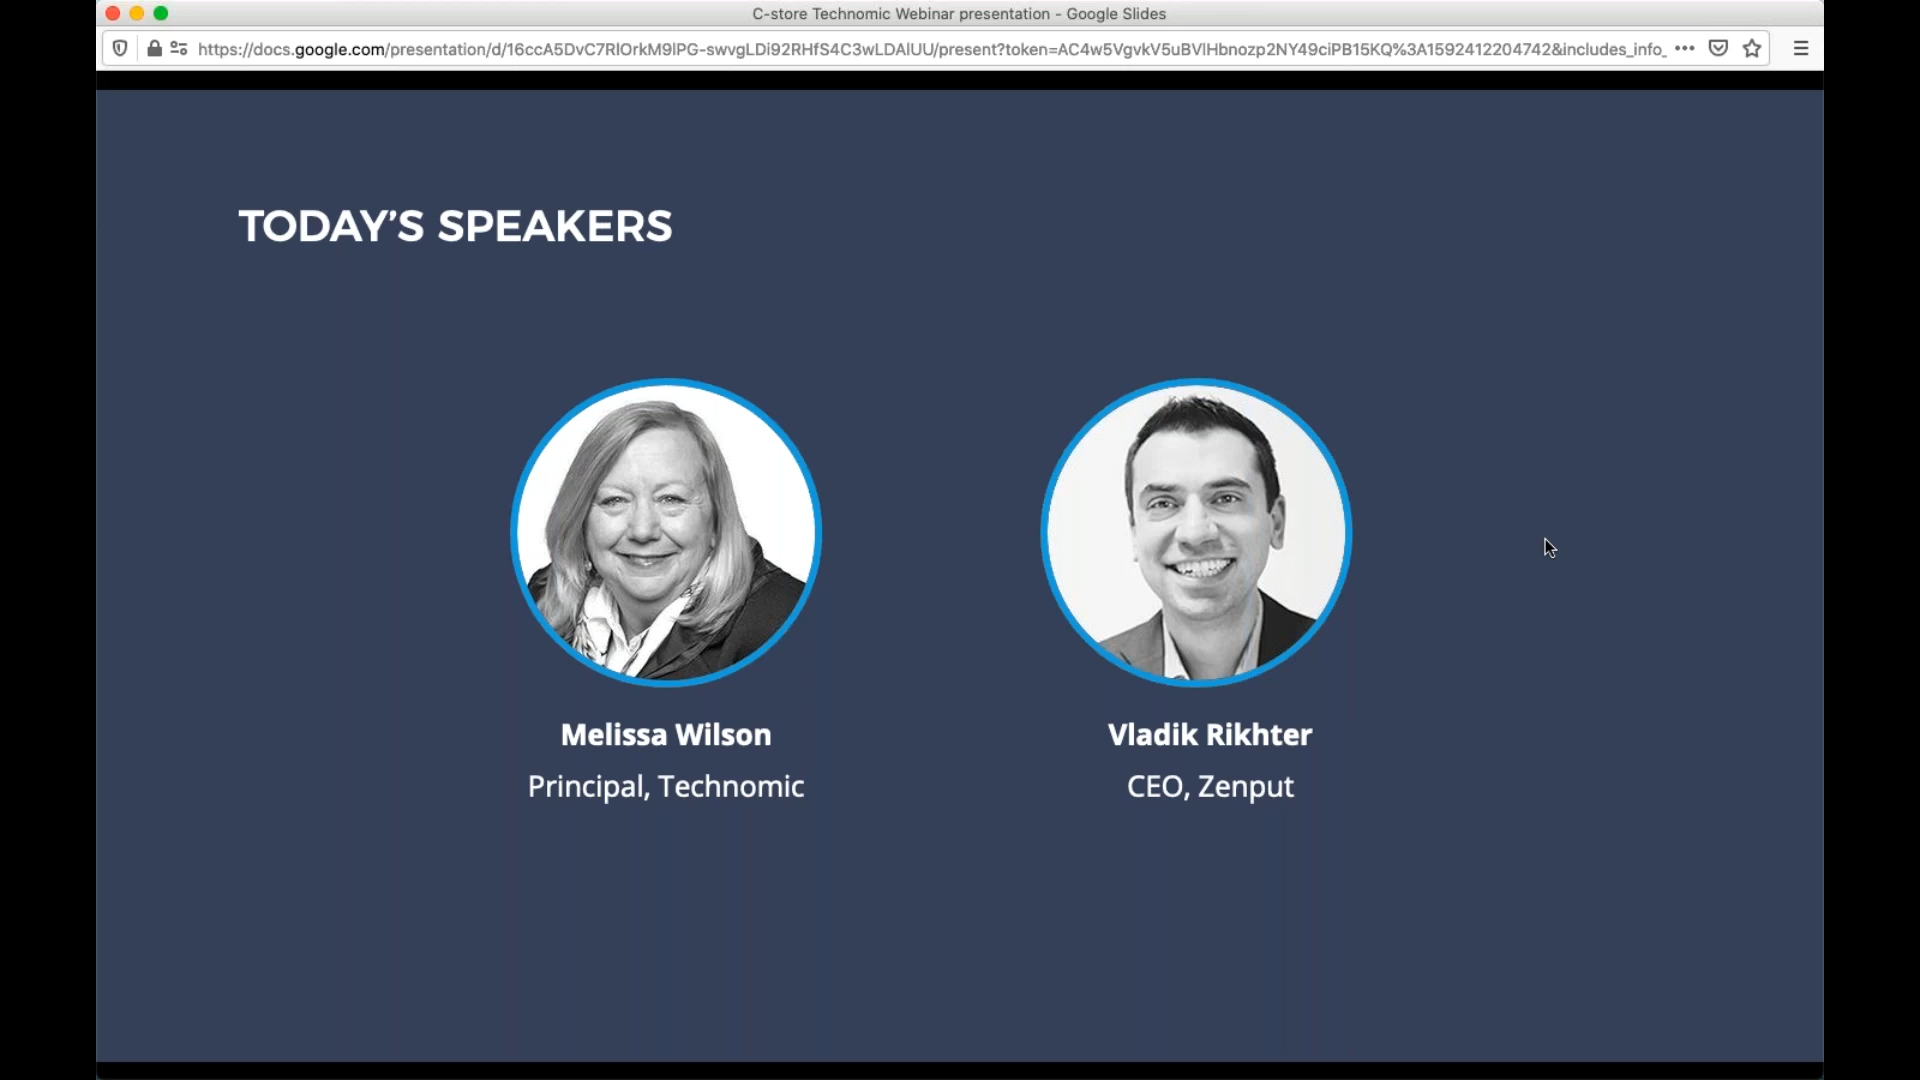 C-store Technomic Webinar presentation - Google Slides
https://docs.google.com/presentation/d/16ccA5DvC7RlOrkM9lPG-swvgLDi92RHfS4C3wLDAlUU/present?token=AC4w5VgvkV5uBVlHbnozp2NY49ciPB15KQ%3A1592412204742&includes_info_
TODAY’S SPEAKERS
Melissa Wilson
Vladik Rikhter
Principal, Technomic
CEO, Zenput